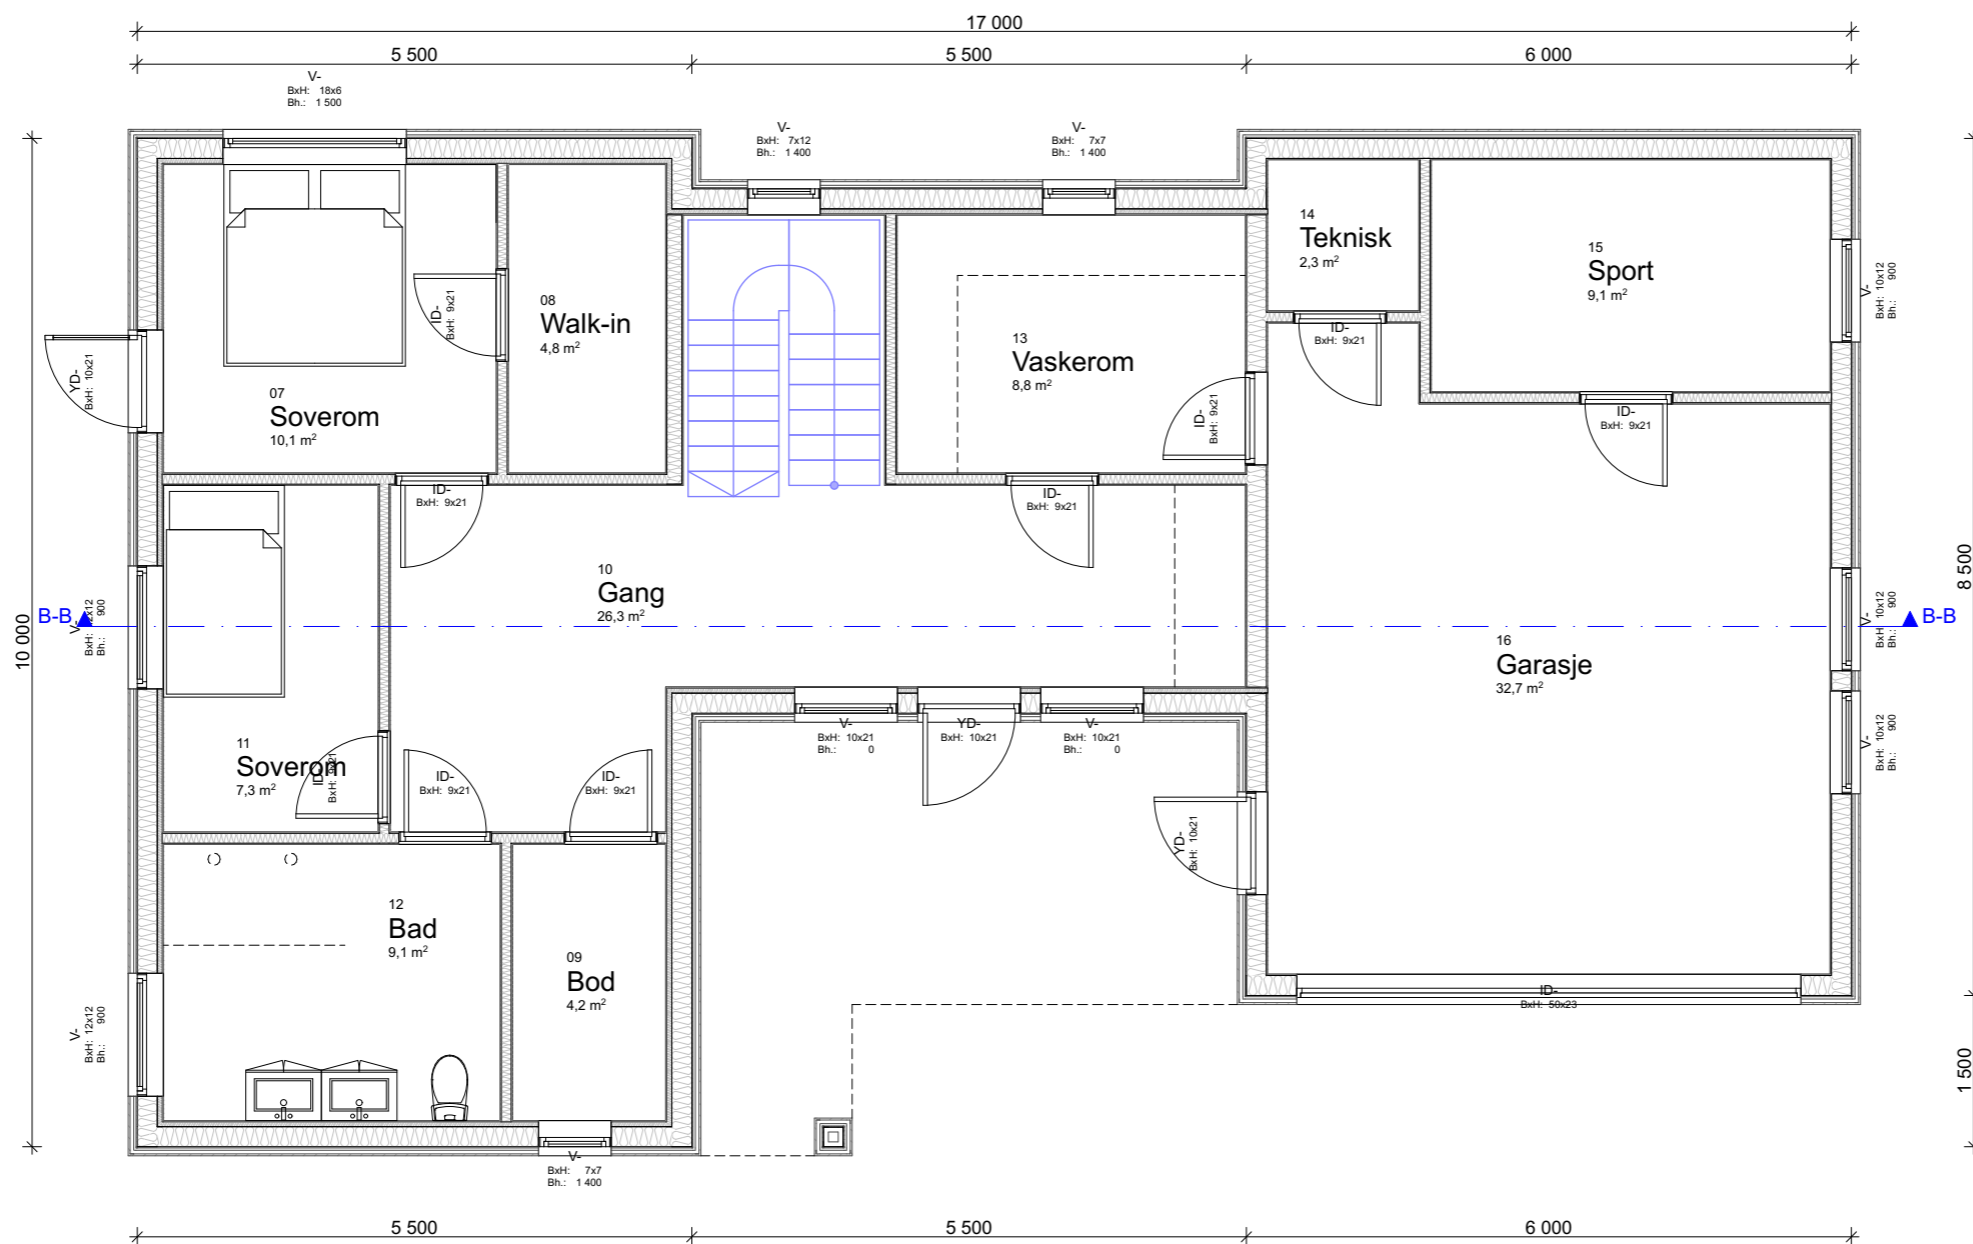 17 000
5 500
5 500
6 000
V-
BxH: 18x6
Bh.: 1 500
V-
BxH: 7x12
Bh.: 1 400
V-
BxH: 7x7
Bh.: 1 400
14
Teknisk
2,3 m²
15
Sport
9,1 m²
V-
BxH: 10x12
Bh.: 900
08
Walk-in
4,8 m²
ID-
BxH: 9x21
13
Vaskerom
8,8 m²
ID-
BxH: 9x21
YD-
BxH: 10x21
07
Soverom
10,1 m²
ID-
BxH: 9x21
ID-
BxH: 9x21
ID-
BxH: 9x21
ID-
BxH: 9x21
10
Gang
26,3 m²
8 500
10 000
B-B
V-
Bh.: 900
V-
BxH: 10x12
Bh.: 900
B-B
16
Garasje
32,7 m²
V-
BxH: 10x12
Bh.: 900
V-
BxH: 10x21
Bh.: 0
YD-
BxH: 10x21
V-
BxH: 10x21
Bh.: 0
11
Soverom
7,3 m²
ID-
BxH: 9x21
ID-
BxH: 9x21
ID-
BxH: 9x21
YD-
BxH: 10x21
12
Bad
9,1 m²
09
Bod
4,2 m²
ID-
BxH: 50x23
V-
BxH: 12x12
Bh.: 900
1 500
V-
BxH: 7x7
Bh.: 1 400
5 500
5 500
6 000